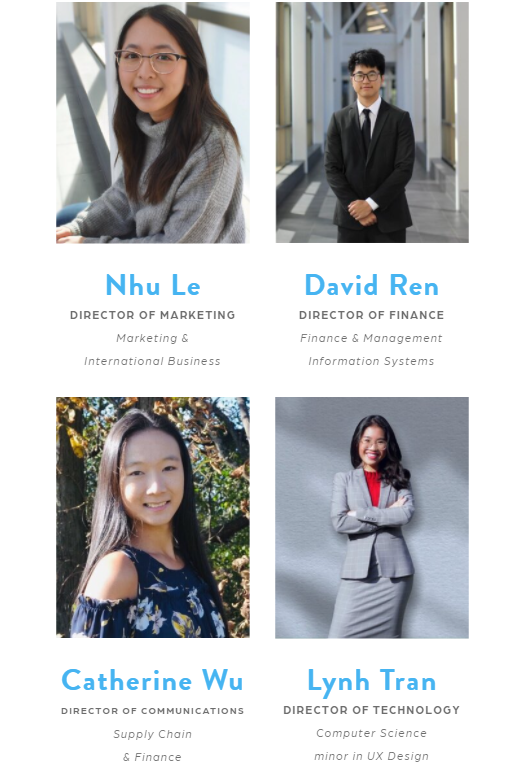 Nhu Le
DIRECTOR OF MARKETING
Marketing &
International Business
David Ren
DIRECTOR OF FINANCE
Finance & Management
Information Systems
Catherine Wu
DIRECTOR OF COMMUNICATIONS
Supply Chain
& Finance
Lynh Tran
DIRECTOR OF TECHNOLOGY
Computer Science
minor in UX Design